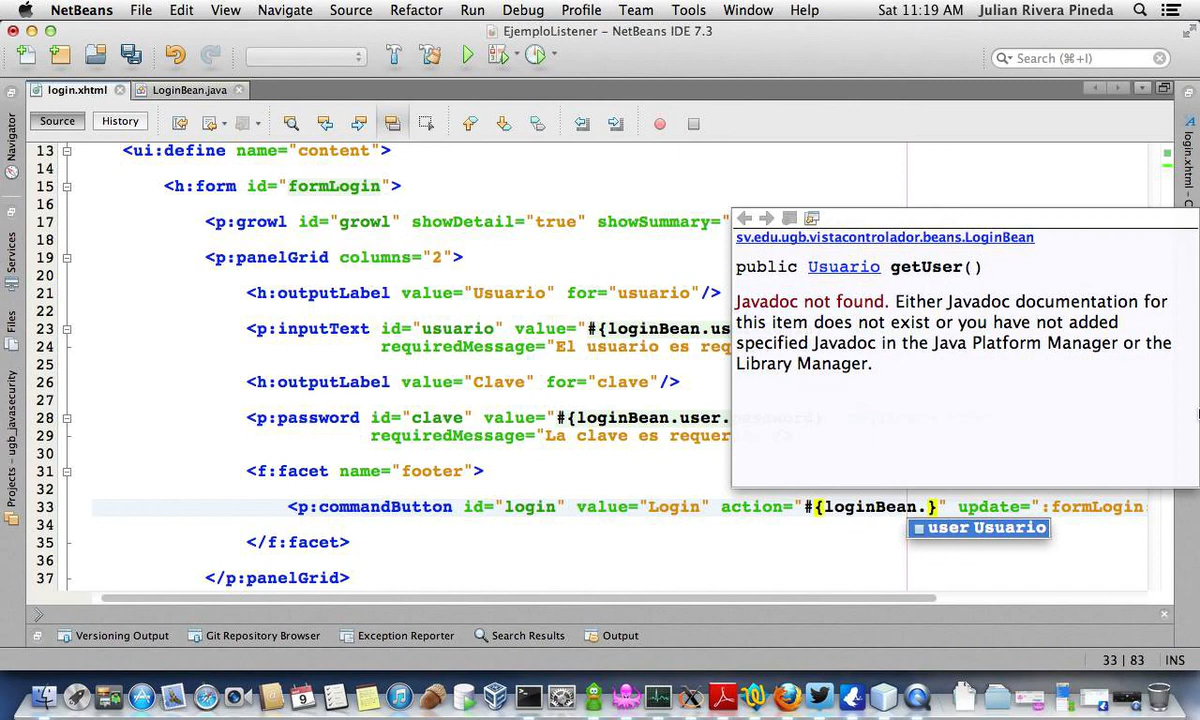 NetBeans File Edit View Navigate Source Refactor Run Debug Profile Team Tools Window Help Sat 11:19 AM Julian Rivera Pineda
EjemploListener – NetBeans IDE 7.3
Search (⌘+I)
login.xhtml LoginBean.java
Source History
Navigator
Services
Files
Projects – ugb_javasecurity
login.xhtml – C
13 <ui:define name="content">
14
15 <h:form id="formLogin">
16
17 <p:growl id="growl" showDetail="true" showSummary="
18
19 <p:panelGrid columns="2">
20
21 <h:outputLabel value="Usuario" for="usuario"/>
22
23 <p:inputText id="usuario" value="#{loginBean.us
24 requiredMessage="El usuario es req
25
26 <h:outputLabel value="Clave" for="clave"/>
27
28 <p:password id="clave" value="#{loginBean.user.password}
29 requiredMessage="La clave es requer
30
31 <f:facet name="footer">
32
33 <p:commandButton id="login" value="Login" action="#{loginBean.}" update=":formLogin:
34
35 </f:facet>
36
37 </p:panelGrid>
sv.edu.ugb.vistacontrolador.beans.LoginBean
public Usuario getUser()
Javadoc not found. Either Javadoc documentation for
this item does not exist or you have not added
specified Javadoc in the Java Platform Manager or the
Library Manager.
user Usuario
Versioning Output Git Repository Browser Exception Reporter Search Results Output
33 | 83 INS
9